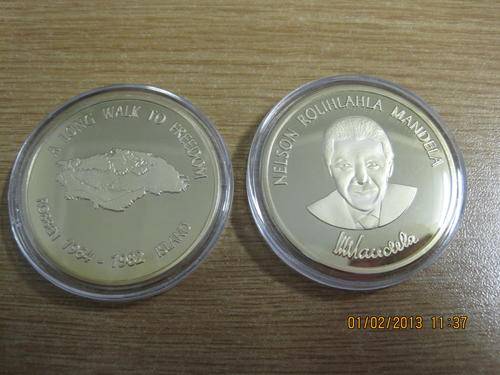 A LONG WALK TO FREEDOM
ROBBEN 1964 - 1982 ISLAND
NELSON ROLIHLAHLA MANDELA
Mandela
01/02/2013 11:37